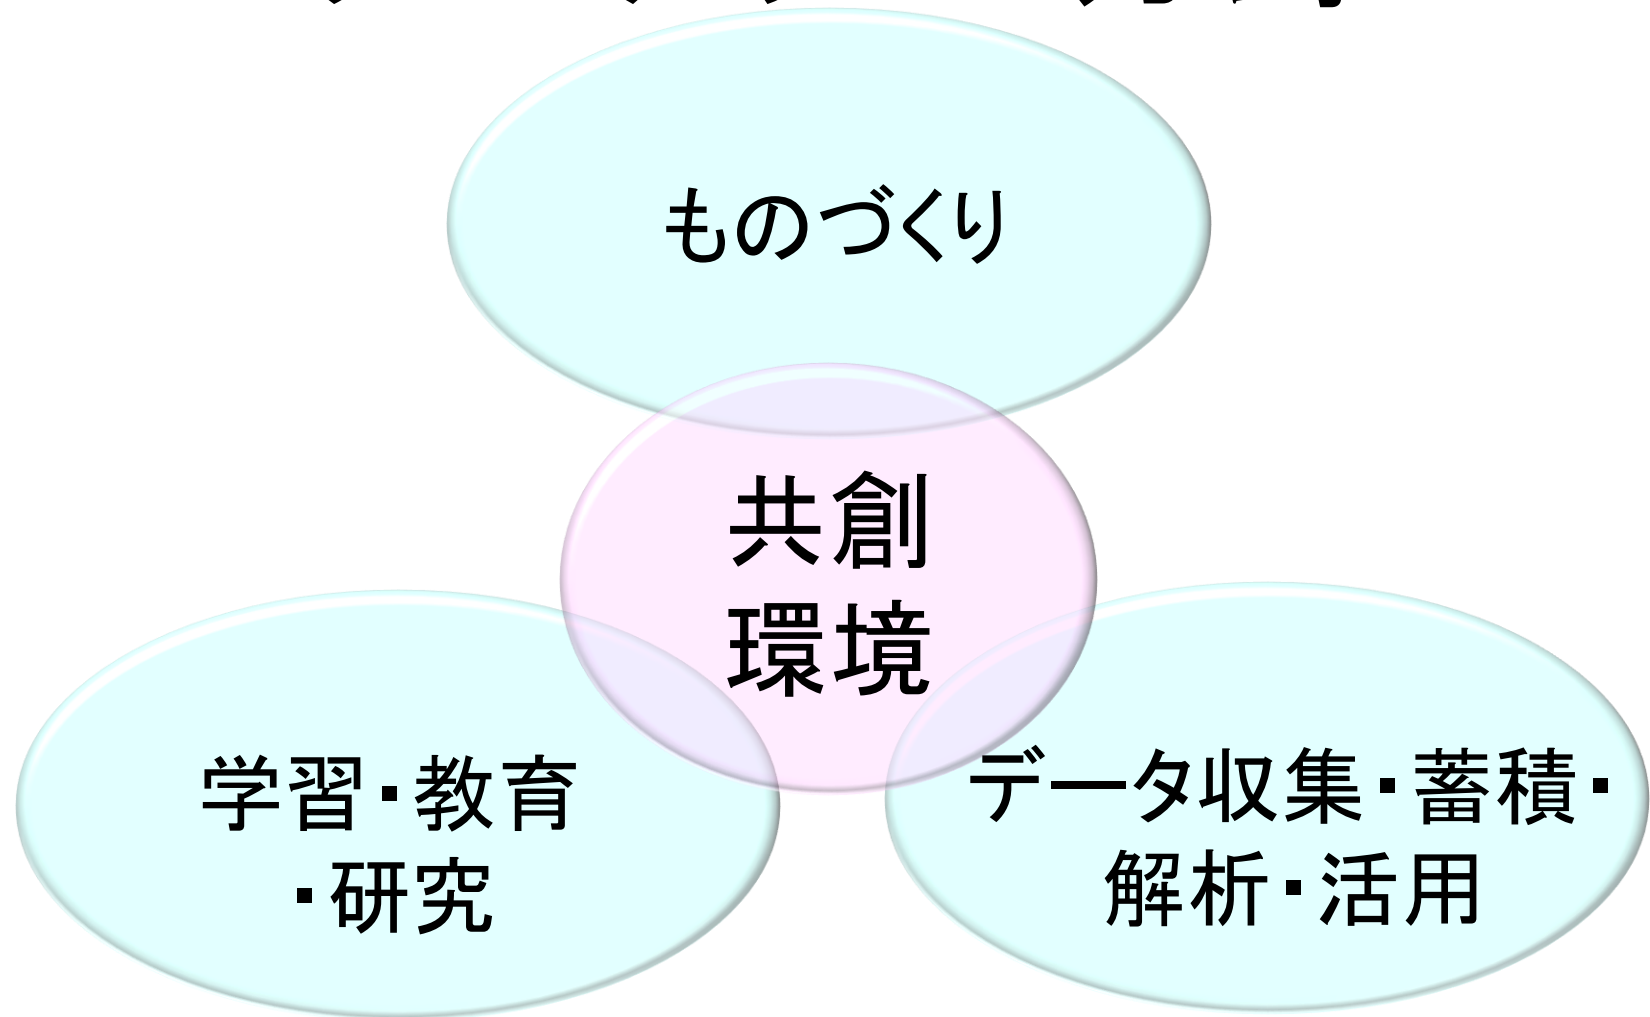 ものづくり
共創
環境
学習・教育
・研究
データ収集・蓄積・
解析・活用